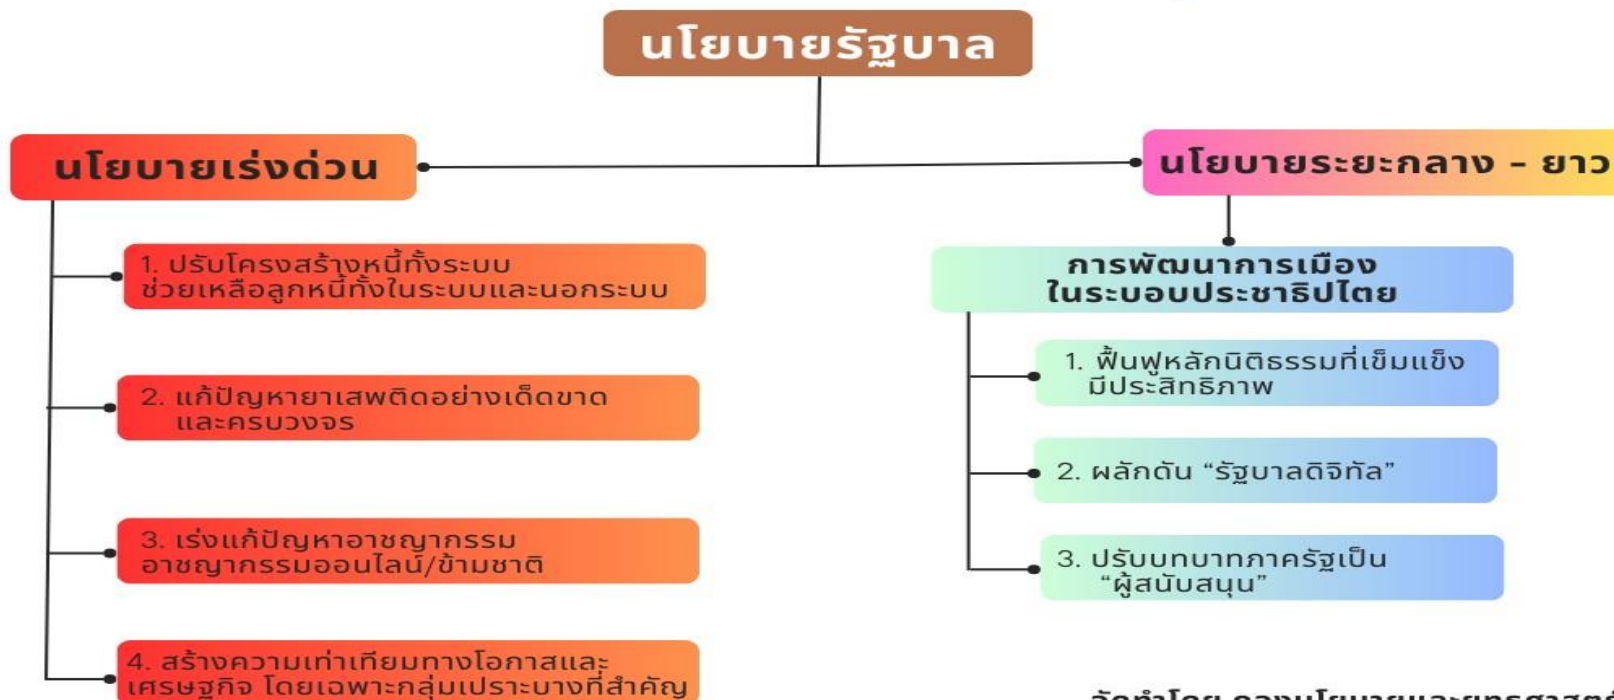 นโยบายรัฐบาล
นโยบายเร่งด่วน
1. ปรับโครงสร้างหนี้ทั้งระบบ
ช่วยเหลือลูกหนี้ทั้งในระบบและนอกระบบ
2. แก้ปัญหายาเสพติดอย่างเด็ดขาด
และครบวงจร
3. เร่งแก้ปัญหาอาชญากรรม
อาชญากรรมออนไลน์/ข้ามชาติ
4. สร้างความเท่าเทียมทางโอกาสและ
เศรษฐกิจ โดยเฉพาะกลุ่มเปราะบางที่สำคัญ
นโยบายระยะกลาง - ยาว
การพัฒนาการเมือง
ในระบอบประชาธิปไตย
1. ฟื้นฟูหลักนิติธรรมที่เข็มแข็ง
มีประสิทธิภาพ
2. ผลักดัน “รัฐบาลดิจิทัล”
3. ปรับบทบาทภาครัฐเป็น
“ผู้สนับสนุน”